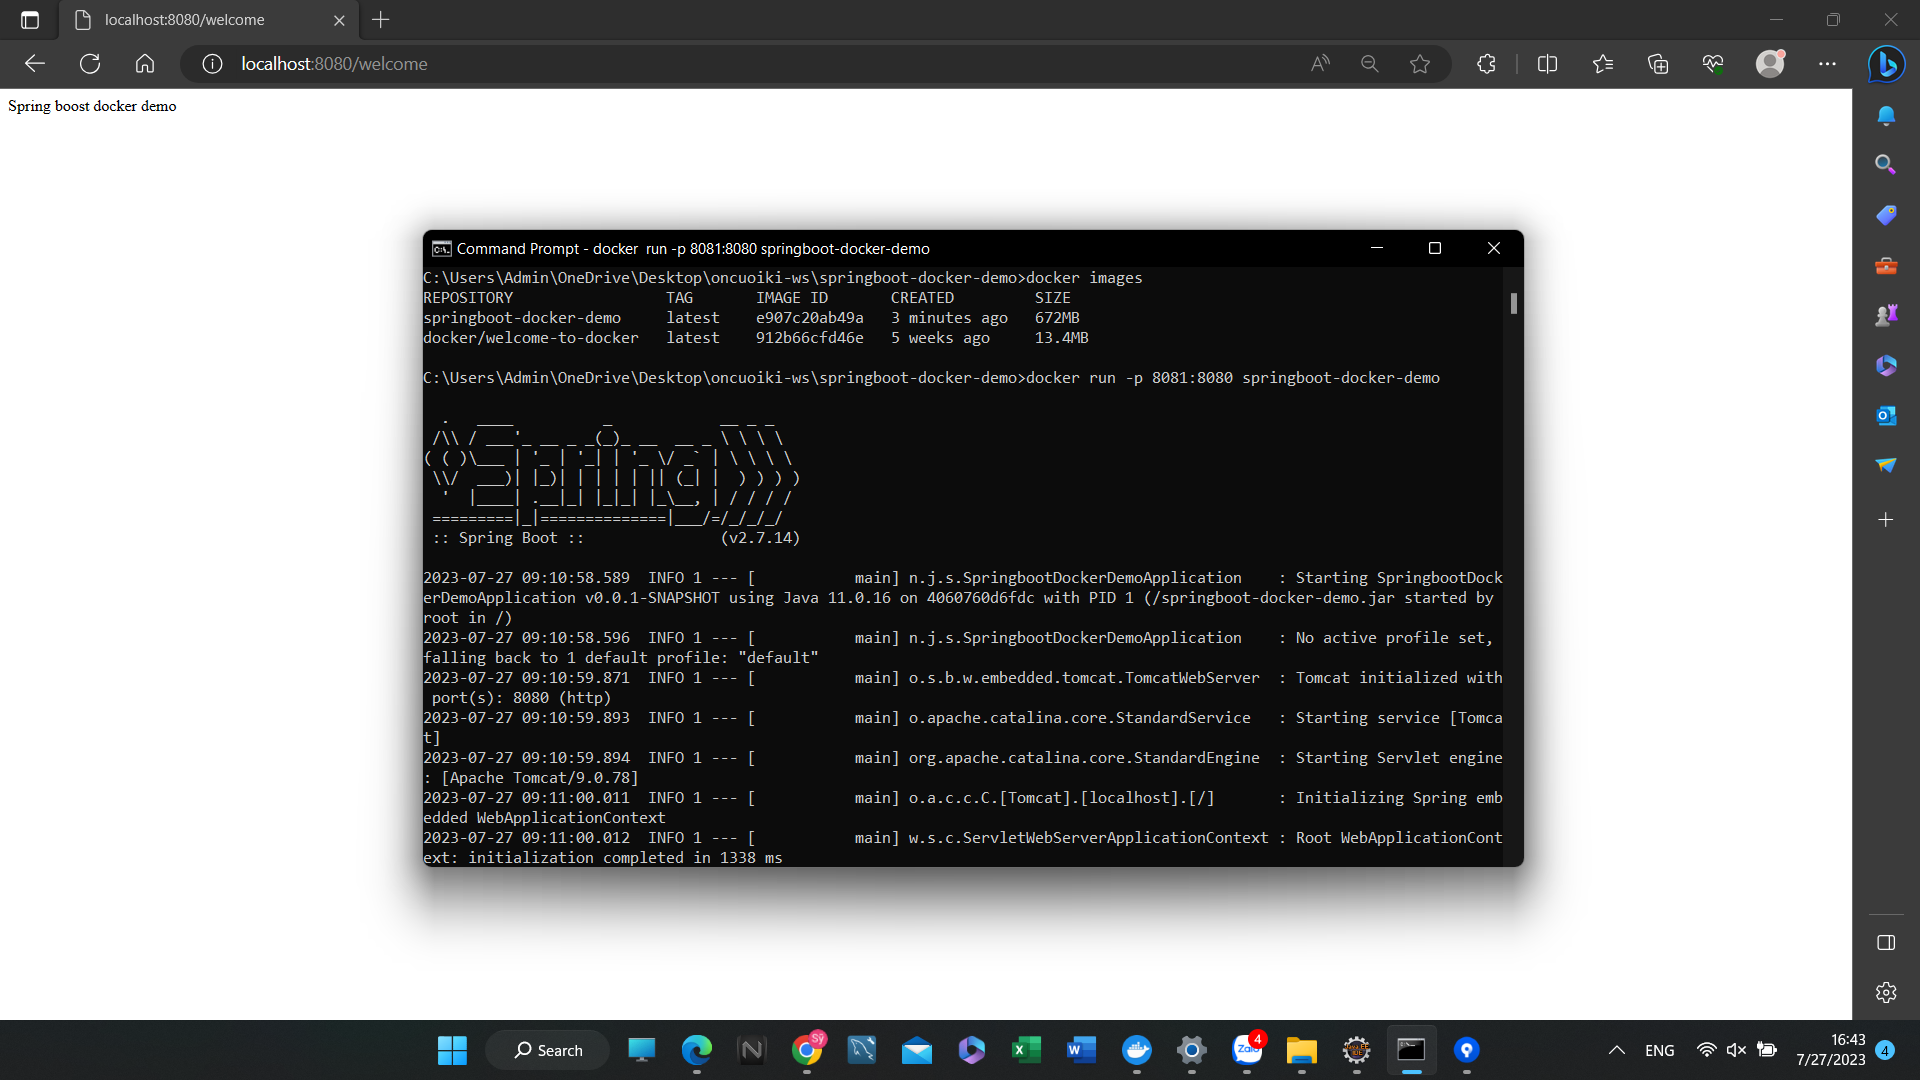 localhost:8080/welcome
localhost:8080/welcome
Spring boost docker demo
Command Prompt - docker  run -p 8081:8080 springboot-docker-demo
C:\Users\Admin\OneDrive\Desktop\oncuoiki-ws\springboot-docker-demo>docker images
REPOSITORY                 TAG       IMAGE ID       CREATED         SIZE
springboot-docker-demo     latest    e907c20ab49a   3 minutes ago   672MB
docker/welcome-to-docker   latest    912b66cfd46e   5 weeks ago     13.4MB
C:\Users\Admin\OneDrive\Desktop\oncuoiki-ws\springboot-docker-demo>docker run -p 8081:8080 springboot-docker-demo
Spring
:: Spring Boot ::               (v2.7.14)
2023-07-27 09:10:58.589  INFO 1 --- [           main] n.j.s.SpringbootDockerDemoApplication    : Starting SpringbootDock
erDemoApplication v0.0.1-SNAPSHOT using Java 11.0.16 on 4060760d6fdc with PID 1 (/springboot-docker-demo.jar started by
root in /)
2023-07-27 09:10:58.596  INFO 1 --- [           main] n.j.s.SpringbootDockerDemoApplication    : No active profile set,
falling back to 1 default profile: "default"
2023-07-27 09:10:59.871  INFO 1 --- [           main] o.s.b.w.embedded.tomcat.TomcatWebServer  : Tomcat initialized with
port(s): 8080 (http)
2023-07-27 09:10:59.893  INFO 1 --- [           main] o.apache.catalina.core.StandardService   : Starting service [Tomca
t]
2023-07-27 09:10:59.894  INFO 1 --- [           main] org.apache.catalina.core.StandardEngine  : Starting Servlet engine
: [Apache Tomcat/9.0.78]
2023-07-27 09:11:00.011  INFO 1 --- [           main] o.a.c.c.C.[Tomcat].[localhost].[/]       : Initializing Spring emb
edded WebApplicationContext
2023-07-27 09:11:00.012  INFO 1 --- [           main] w.s.c.ServletWebServerApplicationContext : Root WebApplicationCont
ext: initialization completed in 1338 ms
Search
Sỹ
Zalo
4
ENG
16:43
7/27/2023
4